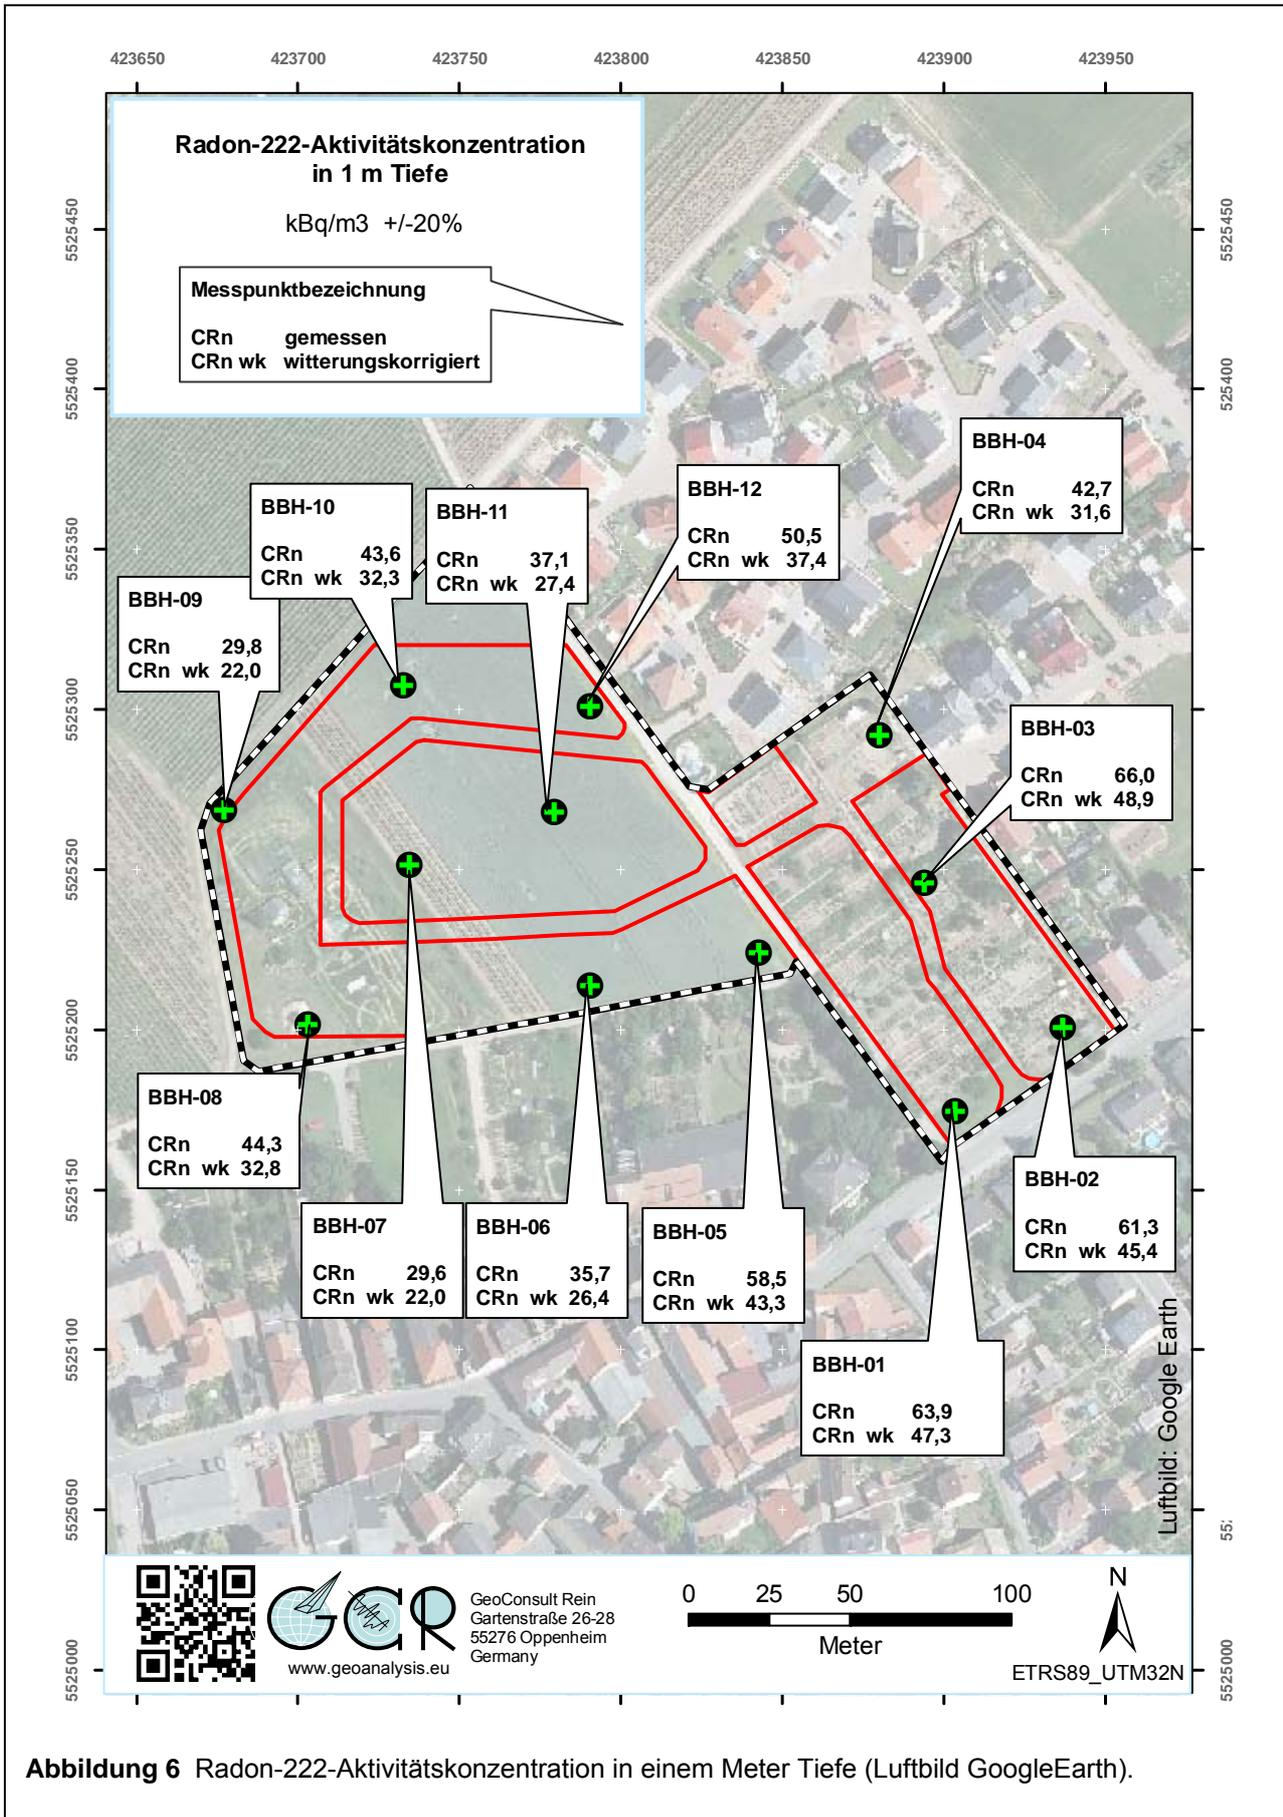 423650 423700 423750 423800 423850 423900 423950
Radon-222-Aktivitätskonzentration
in 1 m Tiefe
kBq/m3 +/-20%
Messpunktbezeichnung
CRn gemessen
CRn wk witterungskorrigiert
5525450
5525400
5525350
5525300
5525250
5525200
5525150
5525100
5525050
5525000
5525450
525400
BBH-04
CRn 42,7
CRn wk 31,6
BBH-12
CRn 50,5
CRn wk 37,4
BBH-10
CRn 43,6
CRn wk 32,3
BBH-11
CRn 37,1
CRn wk 27,4
BBH-09
CRn 29,8
CRn wk 22,0
BBH-03
CRn 66,0
CRn wk 48,9
BBH-08
CRn 44,3
CRn wk 32,8
BBH-07
CRn 29,6
CRn wk 22,0
BBH-06
CRn 35,7
CRn wk 26,4
BBH-05
CRn 58,5
CRn wk 43,3
BBH-02
CRn 61,3
CRn wk 45,4
BBH-01
CRn 63,9
CRn wk 47,3
Luftbild: Google Earth
55:
5525000
GCR
www.geoanalysis.eu
GeoConsult Rein
Gartenstraße 26-28
55276 Oppenheim
Germany
0 25 50 100
Meter
N
ETRS89_UTM32N
Abbildung 6 Radon-222-Aktivitätskonzentration in einem Meter Tiefe (Luftbild GoogleEarth).